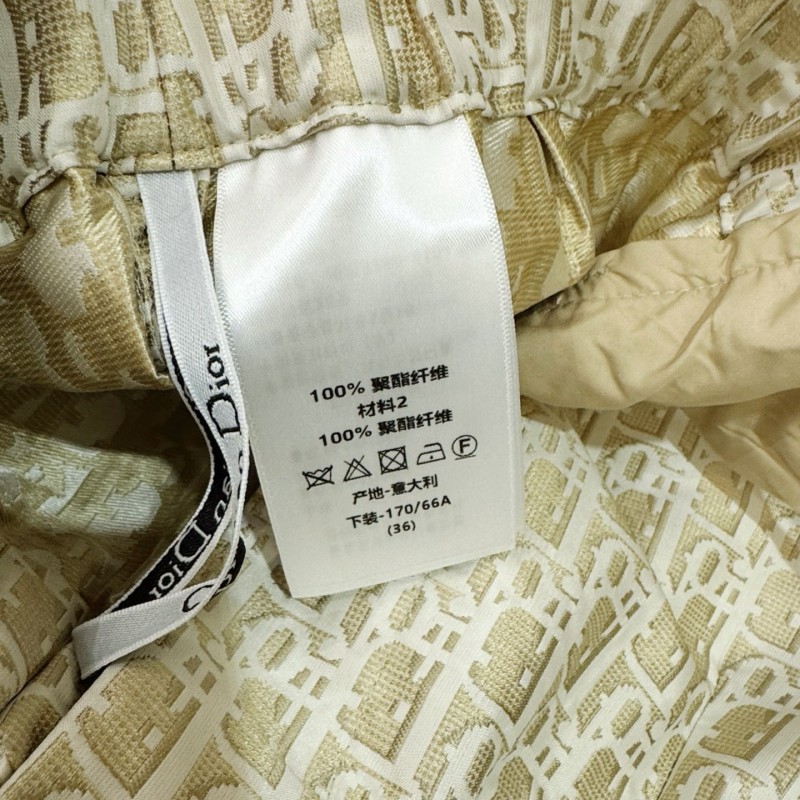 100% 聚酯纤维
材料2
100% 聚酯纤维
F
产地-意大利
下装-170/66A
(36)
Dior
Dior